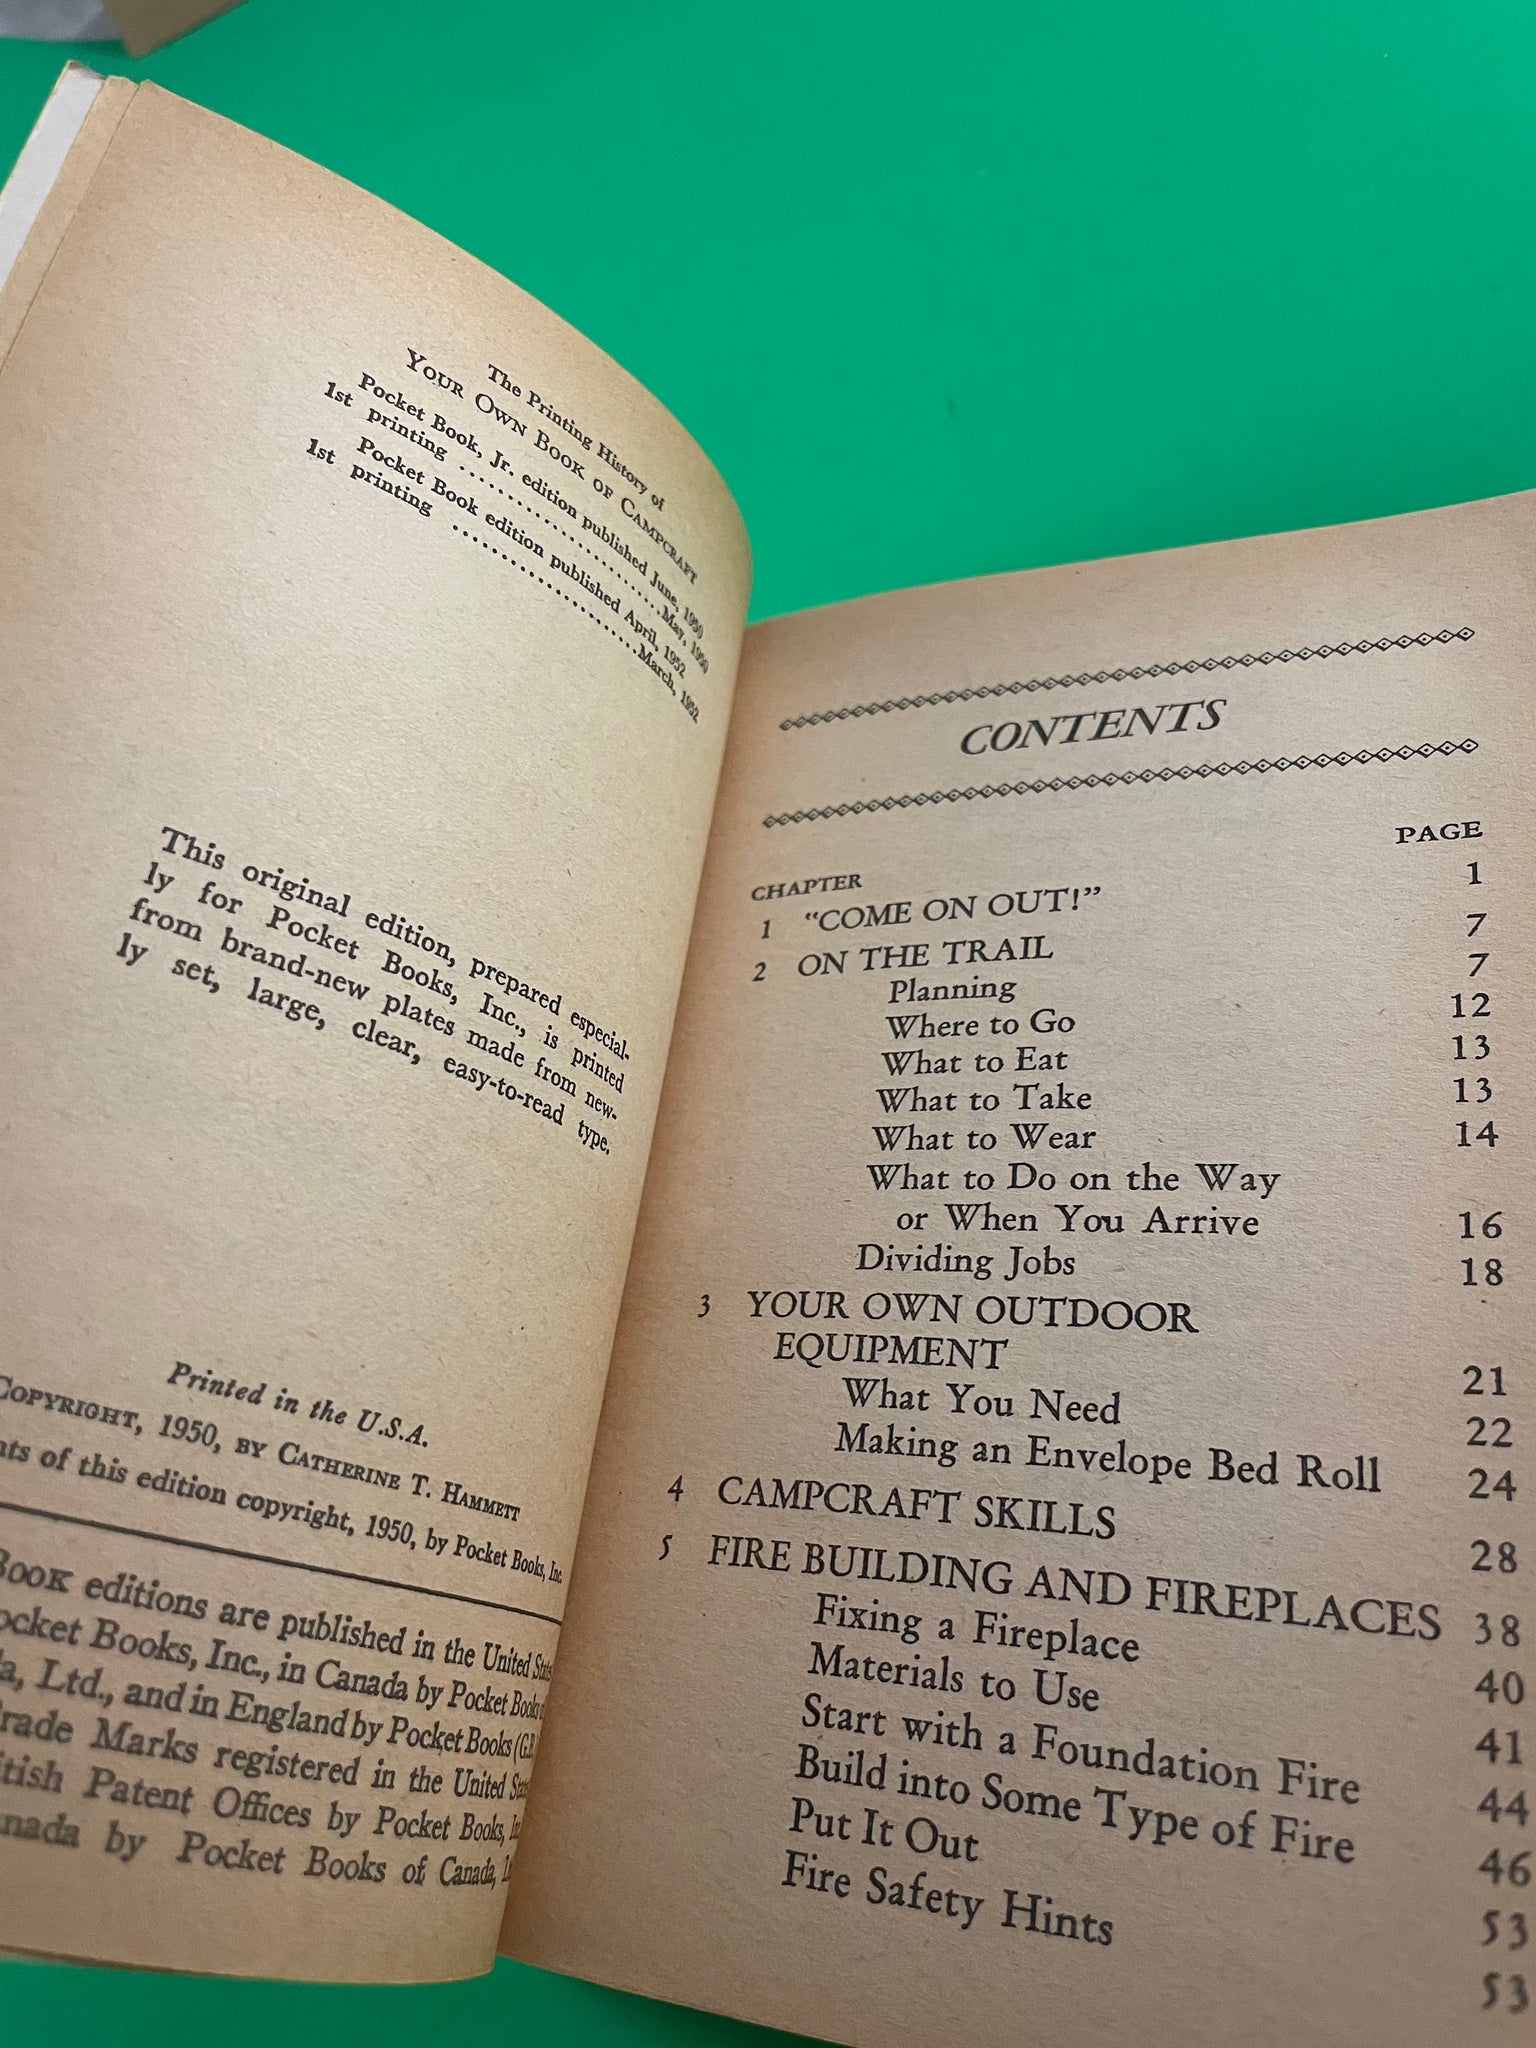 The Printing History of
YOUR OWN BOOK OF CAMPCRAFT
Pocket Book, Jr. edition published June, 1950
1st printing ........................May, 1950
Pocket Book edition published April, 1952
1st printing ........................March, 1952
This original edition, prepared especial-
ly for Pocket Books, Inc., is printed
from brand-new plates made from new-
ly set, large, clear, easy-to-read type.
Printed in the U.S.A.
COPYRIGHT, 1950, BY CATHERINE T. HAMMETT
of this edition copyright, 1950, by Pocket Books, Inc.
BOOK editions are published in the United
Books, Inc., in Canada by Pocket Books
Ltd., and in England by Pocket Books (G.B.
Marks registered in the United
Patent Offices by Pocket Books,
by Pocket Books of Canada,
CONTENTS
CHAPTER PAGE
1 "COME ON OUT!" 1
2 ON THE TRAIL 7
Planning 7
Where to Go 12
What to Eat 13
What to Take 13
What to Wear 14
What to Do on the Way
or When You Arrive 16
Dividing Jobs 18
3 YOUR OWN OUTDOOR
EQUIPMENT 21
What You Need 22
Making an Envelope Bed Roll 24
4 CAMPCRAFT SKILLS 28
5 FIRE BUILDING AND FIREPLACES 38
Fixing a Fireplace 40
Materials to Use 41
Start with a Foundation Fire 44
Build into Some Type of Fire 46
Put It Out 53
Fire Safety Hints 53